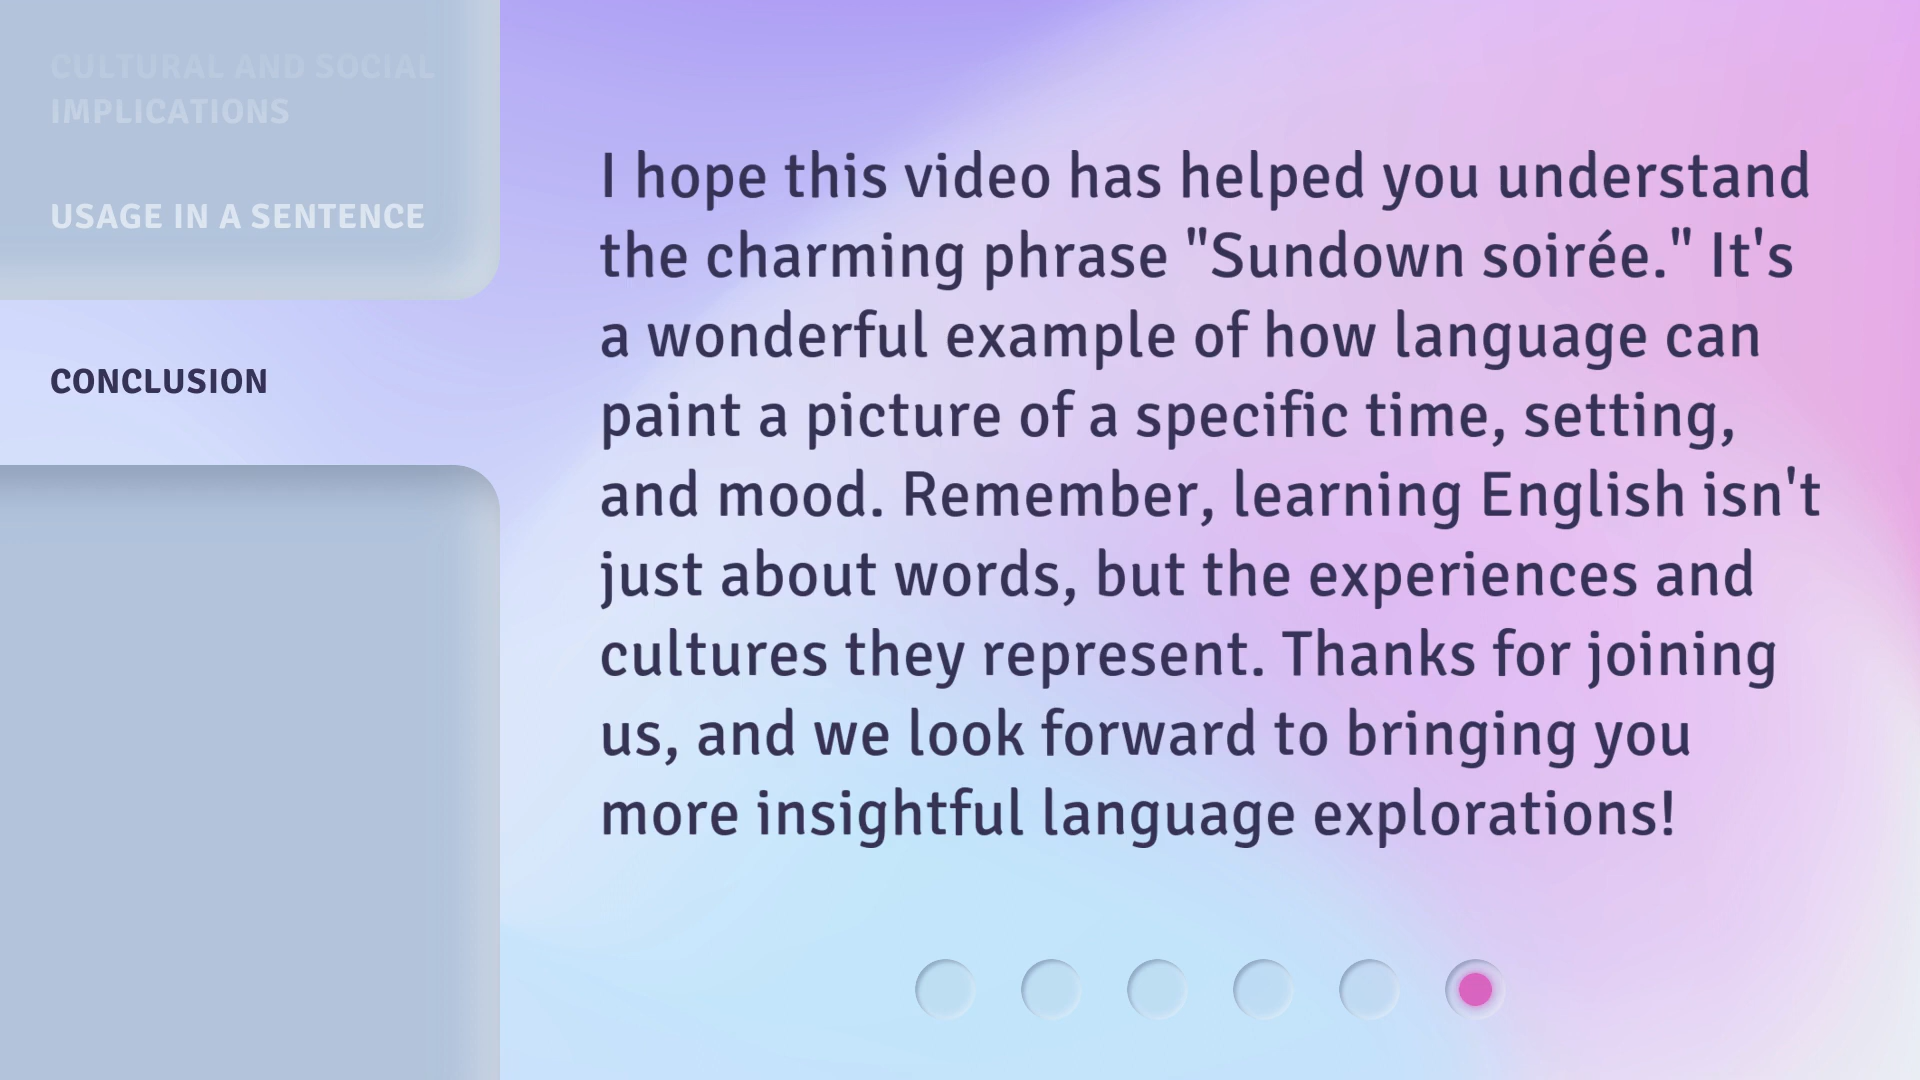 CULTURAL AND SOCIAL
IMPLICATIONS
USAGE IN A SENTENCE
CONCLUSION
I hope this video has helped you understand
the charming phrase "Sundown soirée." It's
a wonderful example of how language can
paint a picture of a specific time, setting,
and mood. Remember, learning English isn't
just about words, but the experiences and
cultures they represent. Thanks for joining
us, and we look forward to bringing you
more insightful language explorations!